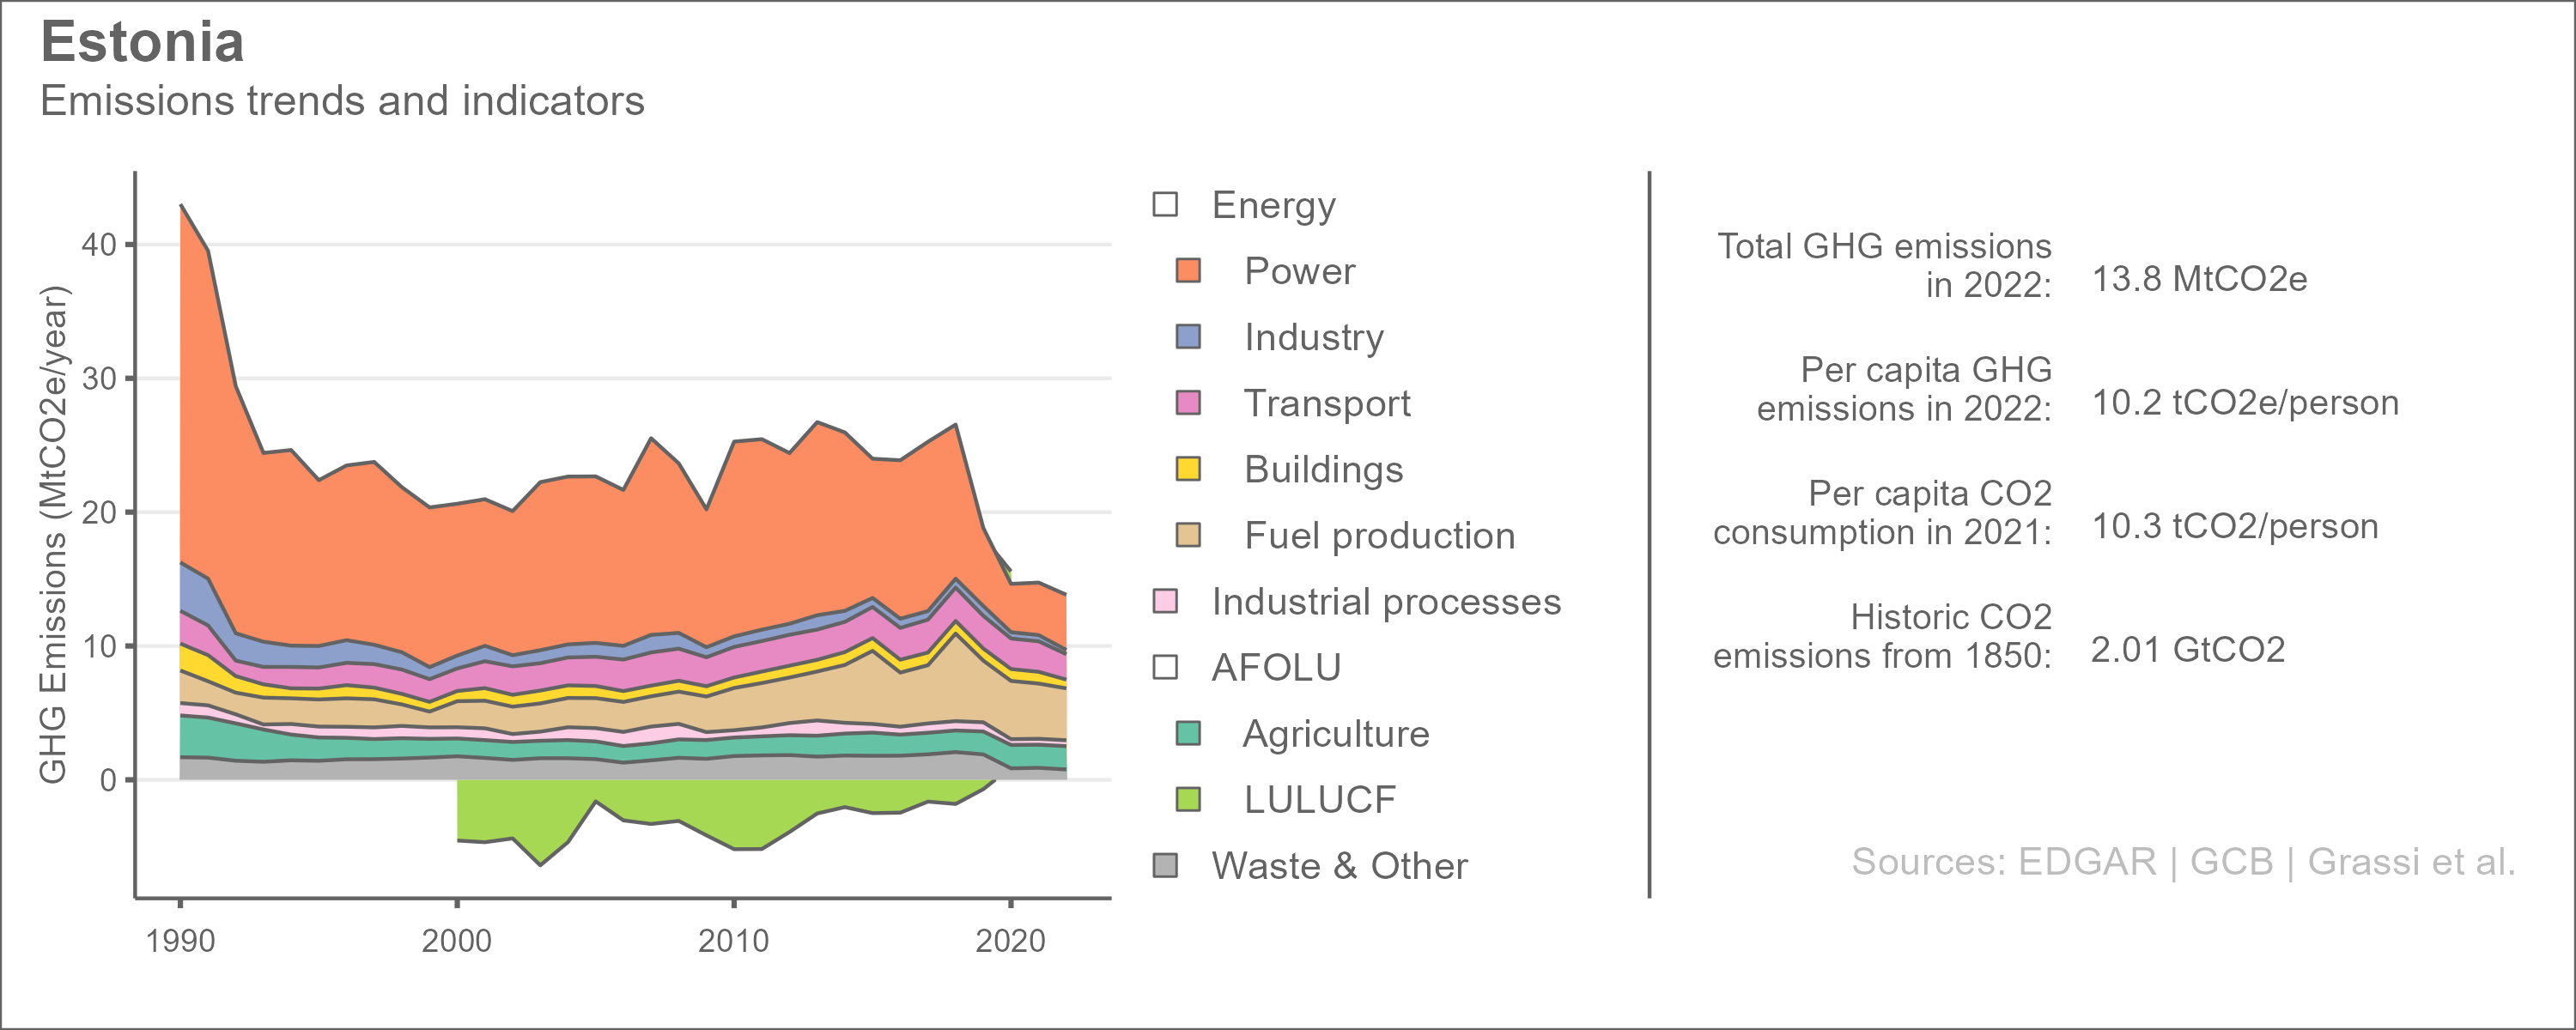 Estonia
Emissions trends and indicators
GHG Emissions (MtCO2e/year)
40
30
20
10
0
1990
2000
2010
2020
Energy
Power
Industry
Transport
Buildings
Fuel production
Industrial processes
AFOLU
Agriculture
LULUCF
Waste & Other
Total GHG emissions
in 2022: 13.8 MtCO2e
Per capita GHG
emissions in 2022: 10.2 tCO2e/person
Per capita CO2
consumption in 2021: 10.3 tCO2/person
Historic CO2
emissions from 1850: 2.01 GtCO2
Sources: EDGAR | GCB | Grassi et al.